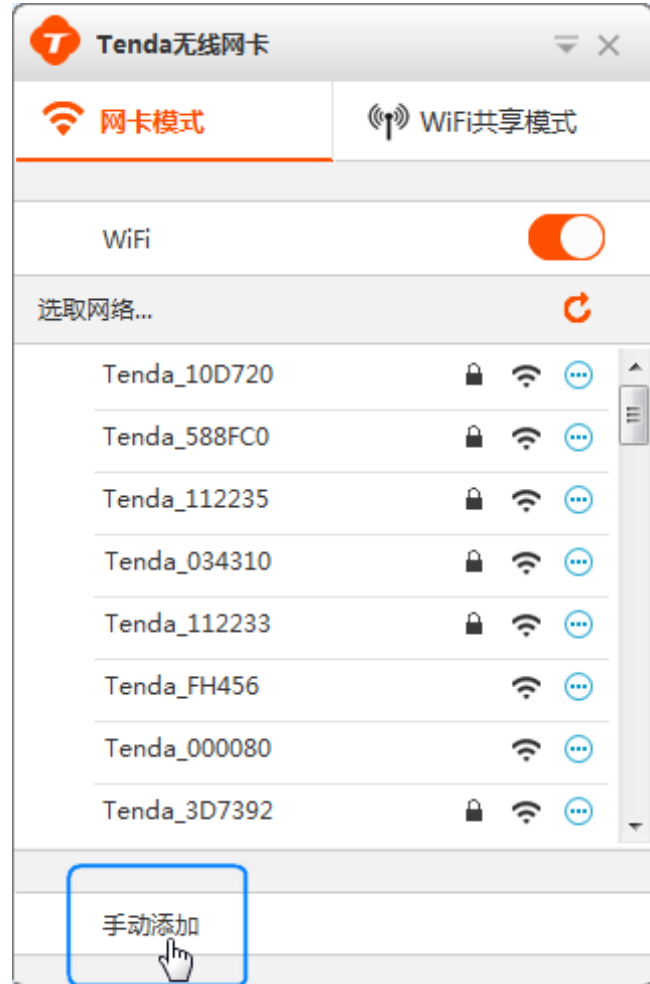 Tenda无线网卡
网卡模式 WiFi共享模式
WiFi
选取网络...
Tenda_10D720
Tenda_588FC0
Tenda_112235
Tenda_034310
Tenda_112233
Tenda_FH456
Tenda_000080
Tenda_3D7392
手动添加